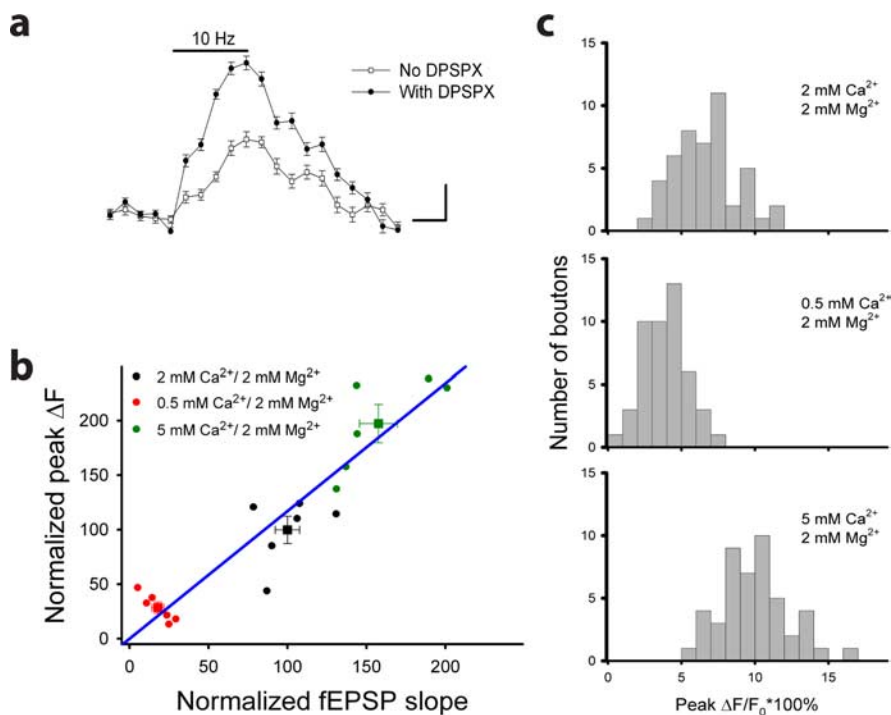 a
10 Hz
No DPSPX
With DPSPX
b
2 mM Ca²⁺/ 2 mM Mg²⁺
0.5 mM Ca²⁺/ 2 mM Mg²⁺
5 mM Ca²⁺/ 2 mM Mg²⁺
Normalized peak ΔF
200
150
100
50
0
0 50 100 150 200
Normalized fEPSP slope
c
15
10
5
0
2 mM Ca²⁺
2 mM Mg²⁺
15
10
5
0
0.5 mM Ca²⁺
2 mM Mg²⁺
Number of boutons
15
10
5
0
5 mM Ca²⁺
2 mM Mg²⁺
0 5 10 15
Peak ΔF/F₀*100%